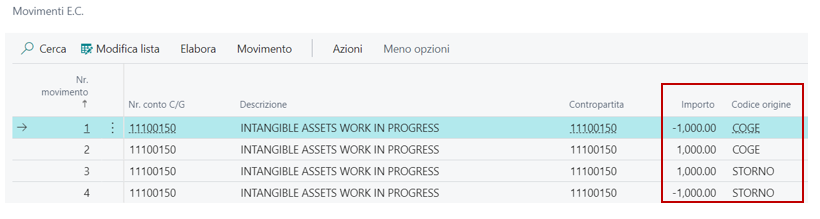 Movimenti E.C.
Cerca Modifica lista Elabora Movimento Azioni Meno opzioni
Nr. movimento ↑ Nr. conto C/G Descrizione Contropartita Importo Codice origine
→ 1 ⋮ 11100150 INTANGIBLE ASSETS WORK IN PROGRESS 11100150 -1,000.00 COGE
2 11100150 INTANGIBLE ASSETS WORK IN PROGRESS 11100150 1,000.00 COGE
3 11100150 INTANGIBLE ASSETS WORK IN PROGRESS 11100150 1,000.00 STORNO
4 11100150 INTANGIBLE ASSETS WORK IN PROGRESS 11100150 -1,000.00 STORNO